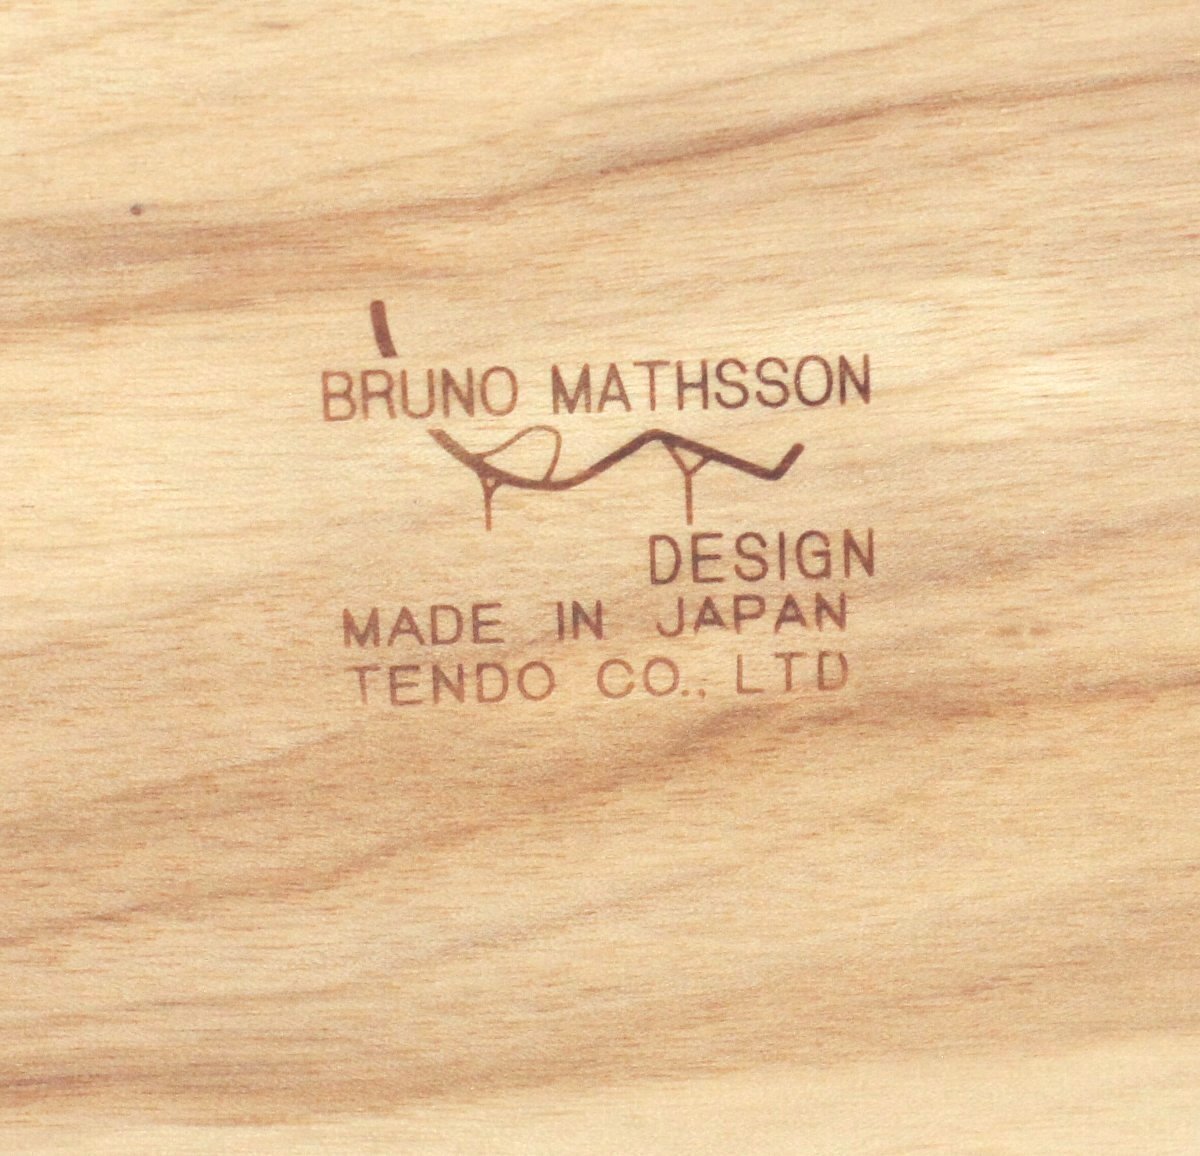 BRUNO MATHSSON
DESIGN
MADE IN JAPAN
TENDO CO., LTD